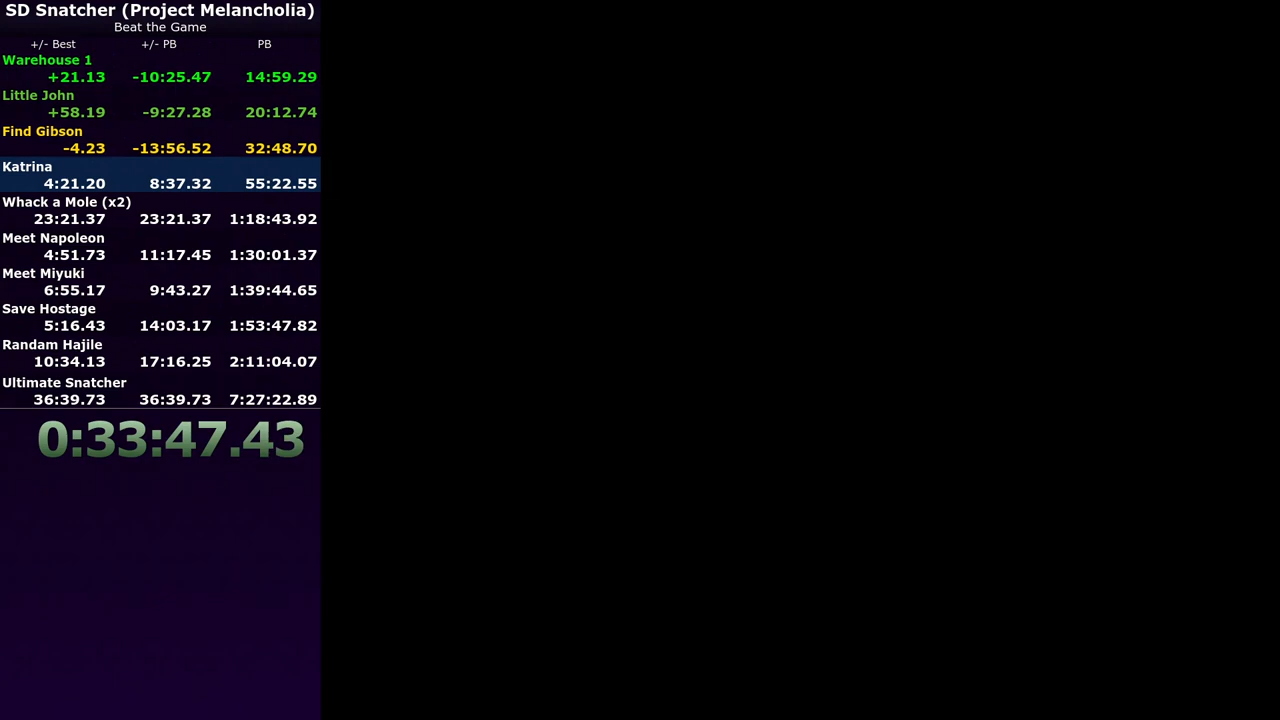 SD Snatcher (Project Melancholia)
Beat the Game
+/- Best +/- PB PB
Warehouse 1
+21.13 -10:25.47 14:59.29
Little John
+58.19 -9:27.28 20:12.74
Find Gibson
-4.23 -13:56.52 32:48.70
Katrina
4:21.20 8:37.32 55:22.55
Whack a Mole (x2)
23:21.37 23:21.37 1:18:43.92
Meet Napoleon
4:51.73 11:17.45 1:30:01.37
Meet Miyuki
6:55.17 9:43.27 1:39:44.65
Save Hostage
5:16.43 14:03.17 1:53:47.82
Randam Hajile
10:34.13 17:16.25 2:11:04.07
Ultimate Snatcher
36:39.73 36:39.73 7:27:22.89
0:33:47.43